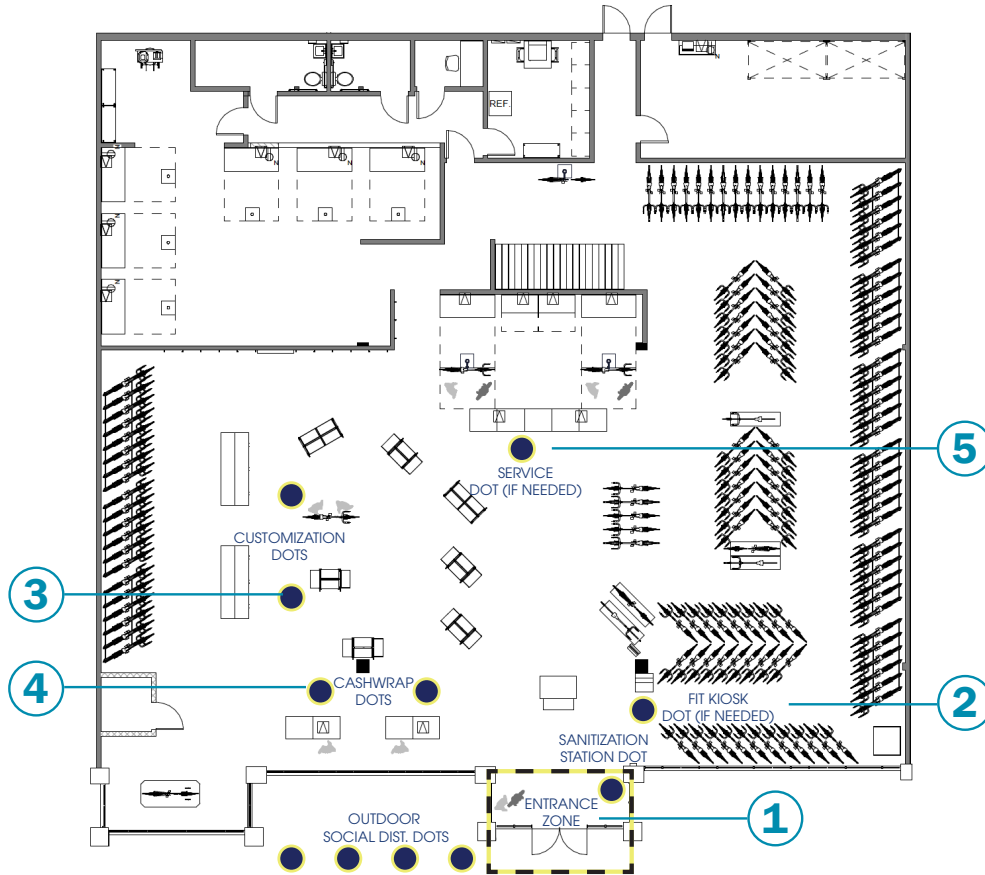 N
REF.
N
N
N
N
N
N
N
5
SERVICE
DOT (IF NEEDED)
CUSTOMIZATION
DOTS
3
4
CASHWRAP
DOTS
FIT KIOSK
DOT (IF NEEDED)
2
SANITIZATION
STATION DOT
ENTRANCE
ZONE
1
OUTDOOR
SOCIAL DIST. DOTS